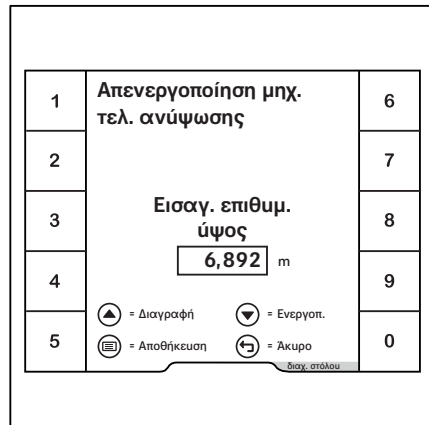 Απενεργοποίηση μηχ.
τελ. ανύψωσης
1
2
3
4
5
6
7
8
9
0
Εισαγ. επιθυμ.
ύψος
6,892 m
= Διαγραφή
= Ενεργοπ.
= Αποθήκευση
= Άκυρο
διαχ. στόλου